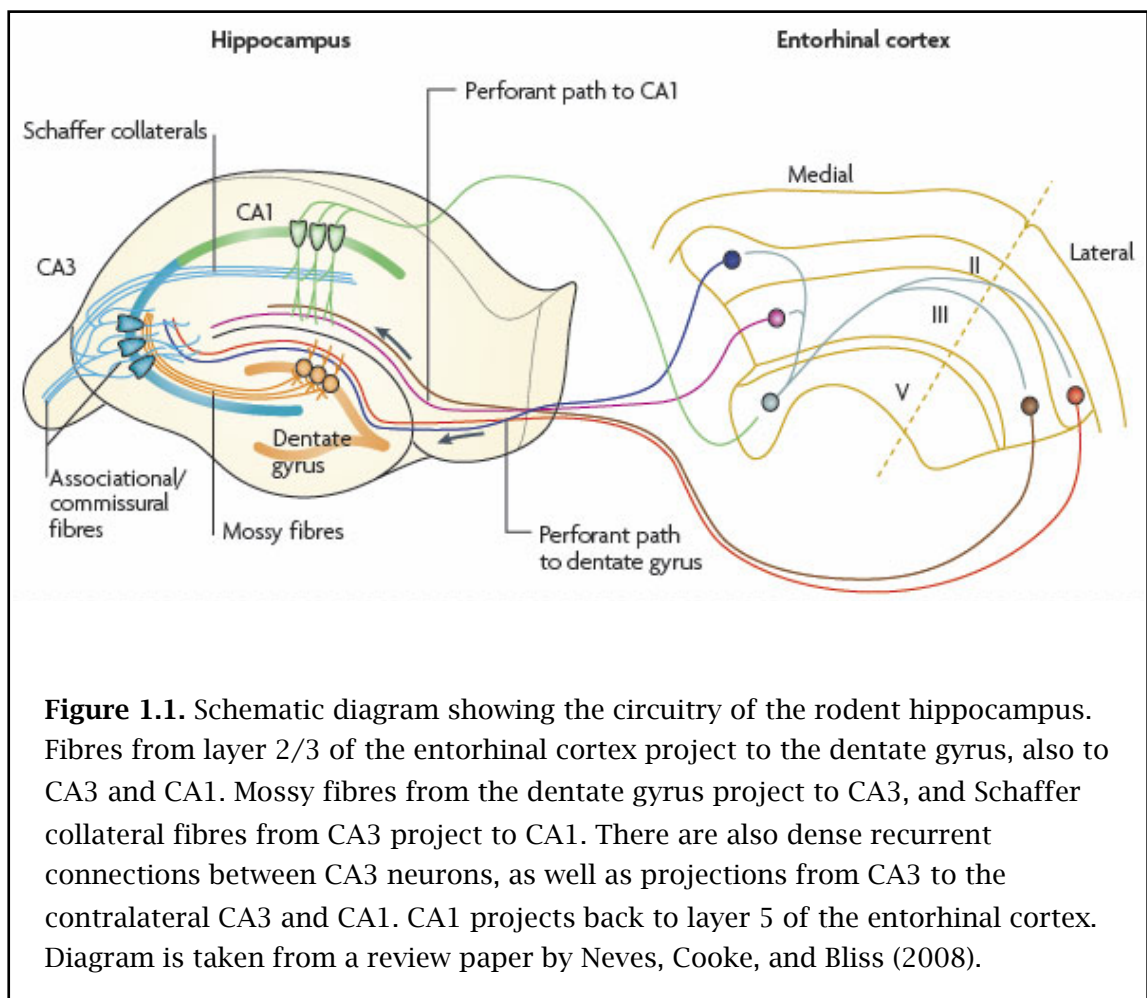 Hippocampus
Entorhinal cortex
Perforant path to CA1
Schaffer collaterals
Medial
CA1
Lateral
CA3
II
III
V
Dentate
gyrus
Associational/
commissural
fibres
Mossy fibres
Perforant path
to dentate gyrus
Figure 1.1. Schematic diagram showing the circuitry of the rodent hippocampus.
Fibres from layer 2/3 of the entorhinal cortex project to the dentate gyrus, also to
CA3 and CA1. Mossy fibres from the dentate gyrus project to CA3, and Schaffer
collateral fibres from CA3 project to CA1. There are also dense recurrent
connections between CA3 neurons, as well as projections from CA3 to the
contralateral CA3 and CA1. CA1 projects back to layer 5 of the entorhinal cortex.
Diagram is taken from a review paper by Neves, Cooke, and Bliss (2008).